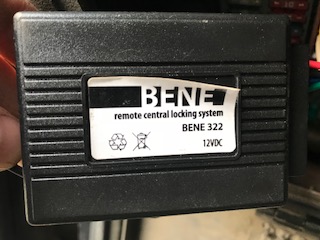 BENE
remote central locking system
BENE 322
12VDC